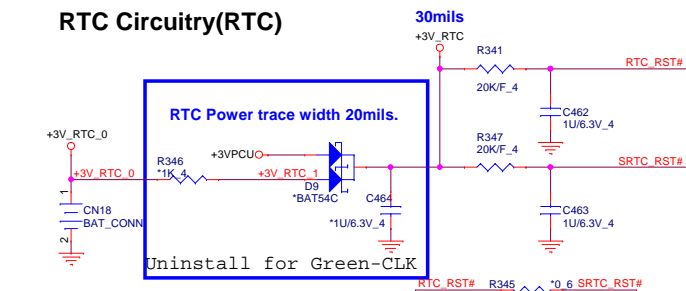 RTC Circuitry(RTC)
30mils
+3V_RTC
R341
RTC_RST#
20K/F_4
RTC Power trace width 20mils.
C462
1U/6.3V_4
+3V_RTC_0
R347
20K/F_4
+3VPCU
SRTC_RST#
R346
+3V_RTC_0
*1K_4
+3V_RTC_1
D9
*BAT54C
C464
1
CN18
BAT_CONN
*1U/6.3V_4
C463
1U/6.3V_4
2
Uninstall for Green-CLK
RTC_RST#
R345
*0_6
SRTC_RST#